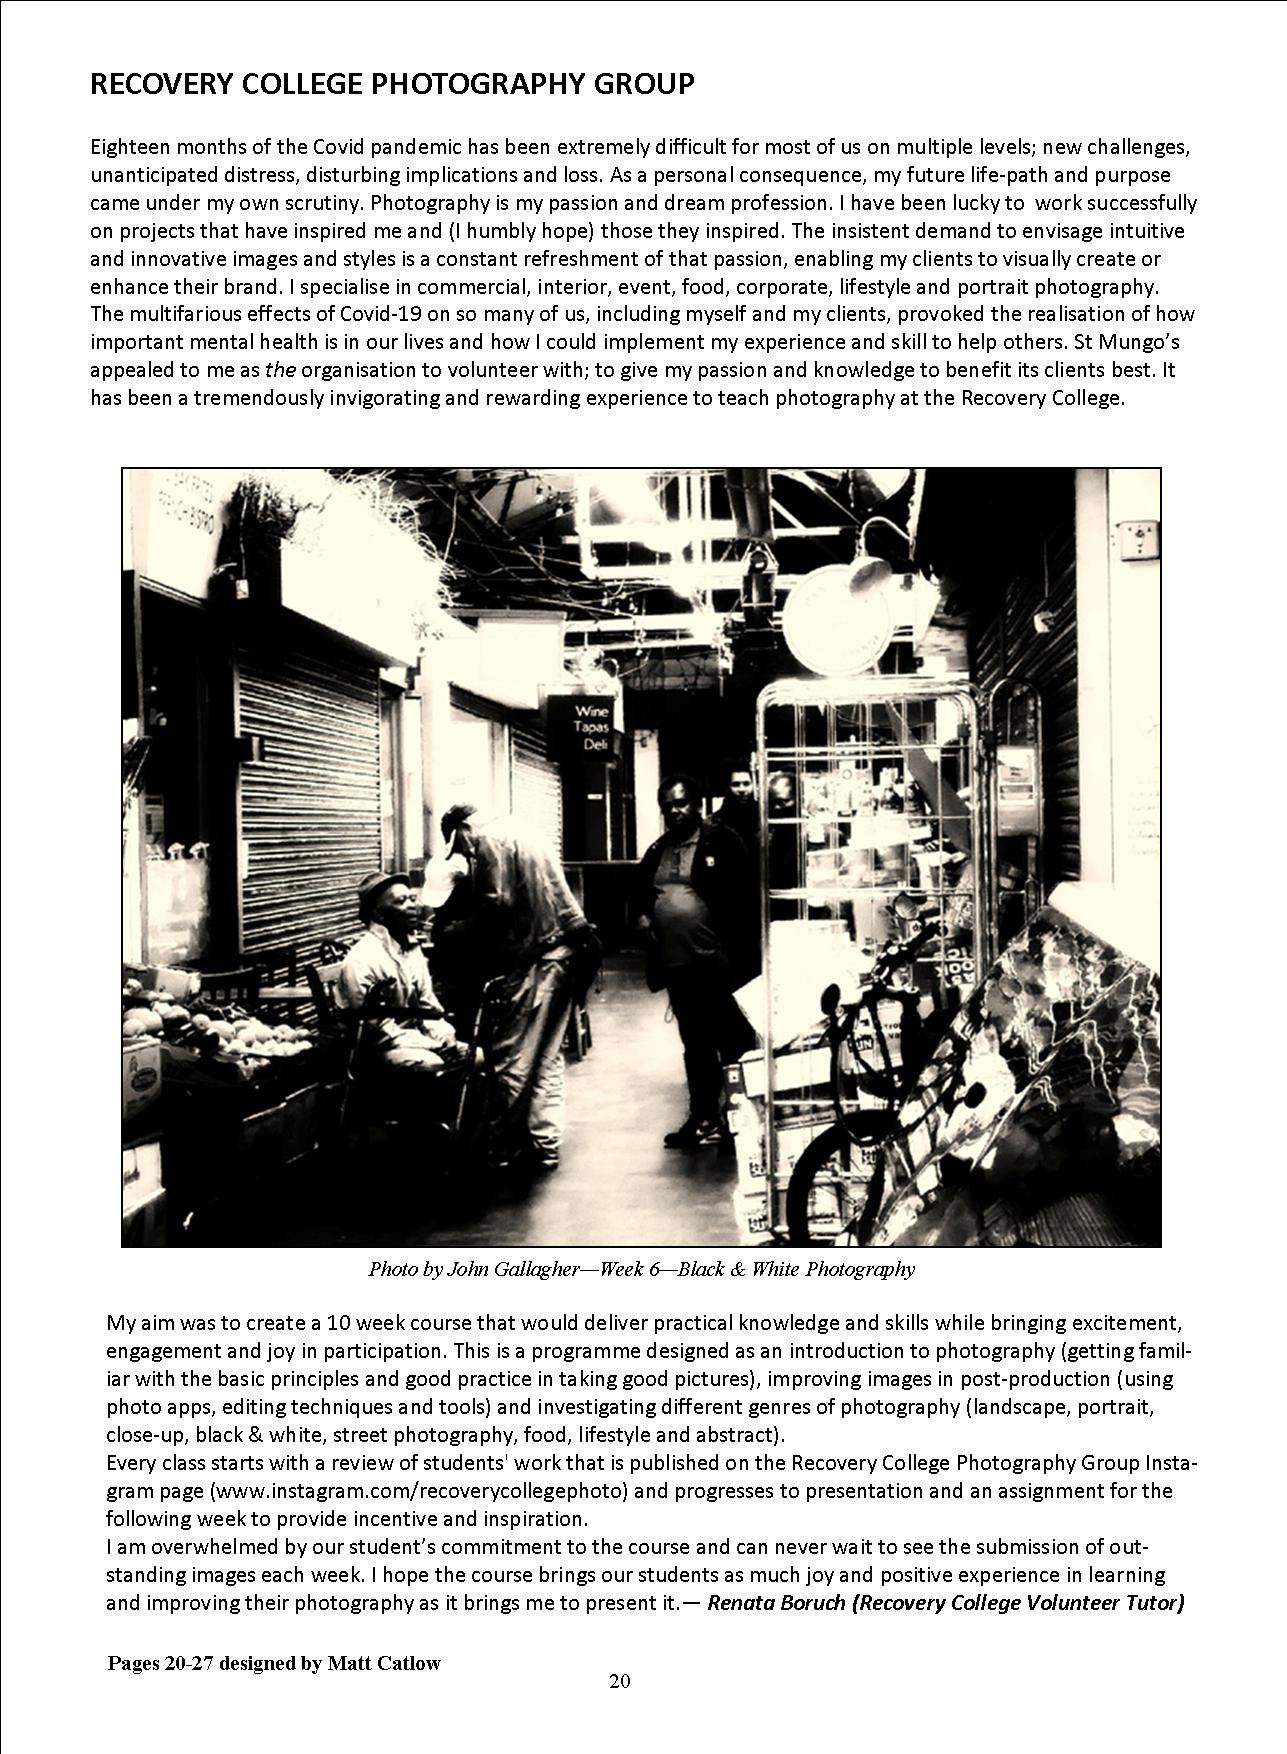 RECOVERY COLLEGE PHOTOGRAPHY GROUP
Eighteen months of the Covid pandemic has been extremely difficult for most of us on multiple levels; new challenges,
unanticipated distress, disturbing implications and loss. As a personal consequence, my future life-path and purpose
came under my own scrutiny. Photography is my passion and dream profession. I have been lucky to  work successfully
on projects that have inspired me and (I humbly hope) those they inspired. The insistent demand to envisage intuitive
and innovative images and styles is a constant refreshment of that passion, enabling my clients to visually create or
enhance their brand. I specialise in commercial, interior, event, food, corporate, lifestyle and portrait photography.
The multifarious effects of Covid-19 on so many of us, including myself and my clients, provoked the realisation of how
important mental health is in our lives and how I could implement my experience and skill to help others. St Mungo’s
appealed to me as the organisation to volunteer with; to give my passion and knowledge to benefit its clients best. It
has been a tremendously invigorating and rewarding experience to teach photography at the Recovery College.
FRENCH BISTRO
Wine
Tapas
Deli
Photo by John Gallagher—Week 6—Black & White Photography
My aim was to create a 10 week course that would deliver practical knowledge and skills while bringing excitement,
engagement and joy in participation. This is a programme designed as an introduction to photography (getting famil-
iar with the basic principles and good practice in taking good pictures), improving images in post-production (using
photo apps, editing techniques and tools) and investigating different genres of photography (landscape, portrait,
close-up, black & white, street photography, food, lifestyle and abstract).
Every class starts with a review of students' work that is published on the Recovery College Photography Group Insta-
gram page (www.instagram.com/recoverycollegephoto) and progresses to presentation and an assignment for the
following week to provide incentive and inspiration.
I am overwhelmed by our student’s commitment to the course and can never wait to see the submission of out-
standing images each week. I hope the course brings our students as much joy and positive experience in learning
and improving their photography as it brings me to present it.— Renata Boruch (Recovery College Volunteer Tutor)
Pages 20-27 designed by Matt Catlow
20